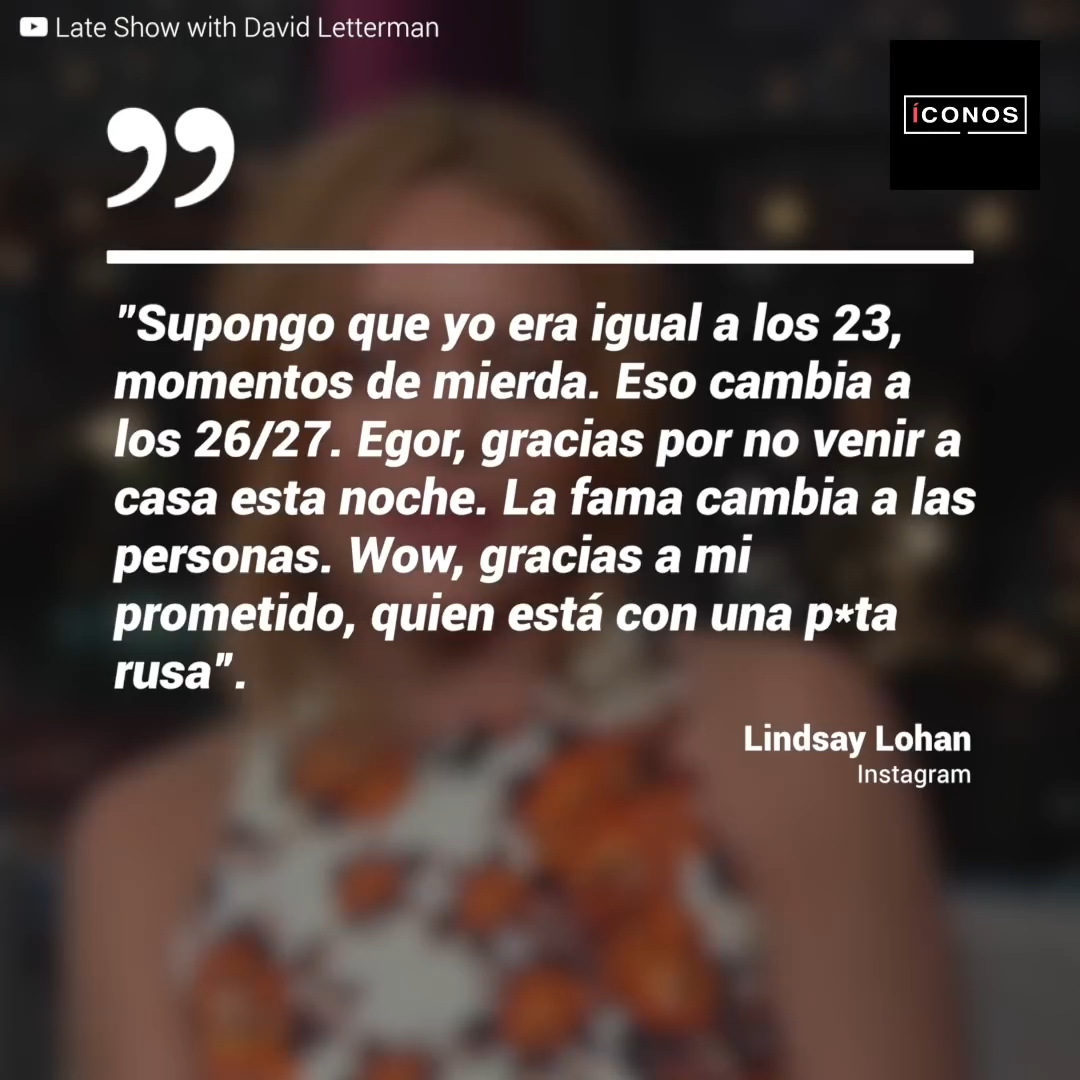 Late Show with David Letterman
ÍCONOS
"Supongo que yo era igual a los 23,
momentos de mierda. Eso cambia a
los 26/27. Egor, gracias por no venir a
casa esta noche. La fama cambia a las
personas. Wow, gracias a mi
prometido, quien está con una p*ta
rusa".
Lindsay Lohan
Instagram